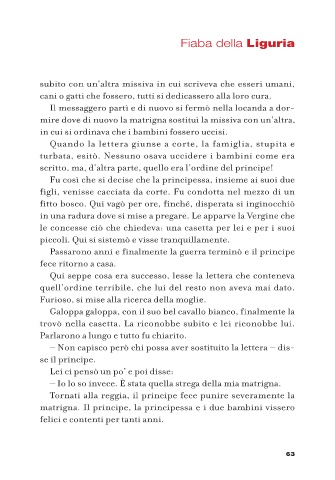 Fiaba della Liguria
subito con un'altra missiva in cui scriveva che esseri umani,
cani o gatti che fossero, tutti si dedicassero alla loro cura.
Il messaggero partì e di nuovo si fermò nella locanda a dor-
mire dove di nuovo la matrigna sostituì la missiva con un'altra,
in cui si ordinava che i bambini fossero uccisi.
Quando la lettera giunse a corte, la famiglia, stupita e
turbata, esitò. Nessuno osava uccidere i bambini come era
scritto, ma, d'altra parte, quello era l'ordine del principe!
Fu così che si decise che la principessa, insieme ai suoi due
figli, venisse cacciata da corte. Fu condotta nel mezzo di un
fitto bosco. Qui vagò per ore, finché, disperata si inginocchiò
in una radura dove si mise a pregare. Le apparve la Vergine che
le concesse ciò che chiedeva: una casetta per lei e per i suoi
piccoli. Qui si sistemò e visse tranquillamente.
Passarono anni e finalmente la guerra terminò e il principe
fece ritorno a casa.
Qui seppe cosa era successo, lesse la lettera che conteneva
quell'ordine terribile, che lui del resto non aveva mai dato.
Furioso, si mise alla ricerca della moglie.
Galoppa galoppa, con il suo bel cavallo bianco, finalmente la
trovò nella casetta. La riconobbe subito e lei riconobbe lui.
Parlarono a lungo e tutto fu chiarito.
– Non capisco però chi possa aver sostituito la lettera – dis-
se il principe.
Lei ci pensò un po' e poi disse:
– Io lo so invece. È stata quella strega della mia matrigna.
Tornati alla reggia, il principe fece punire severamente la
matrigna. Il principe, la principessa e i due bambini vissero
felici e contenti per tanti anni.
63